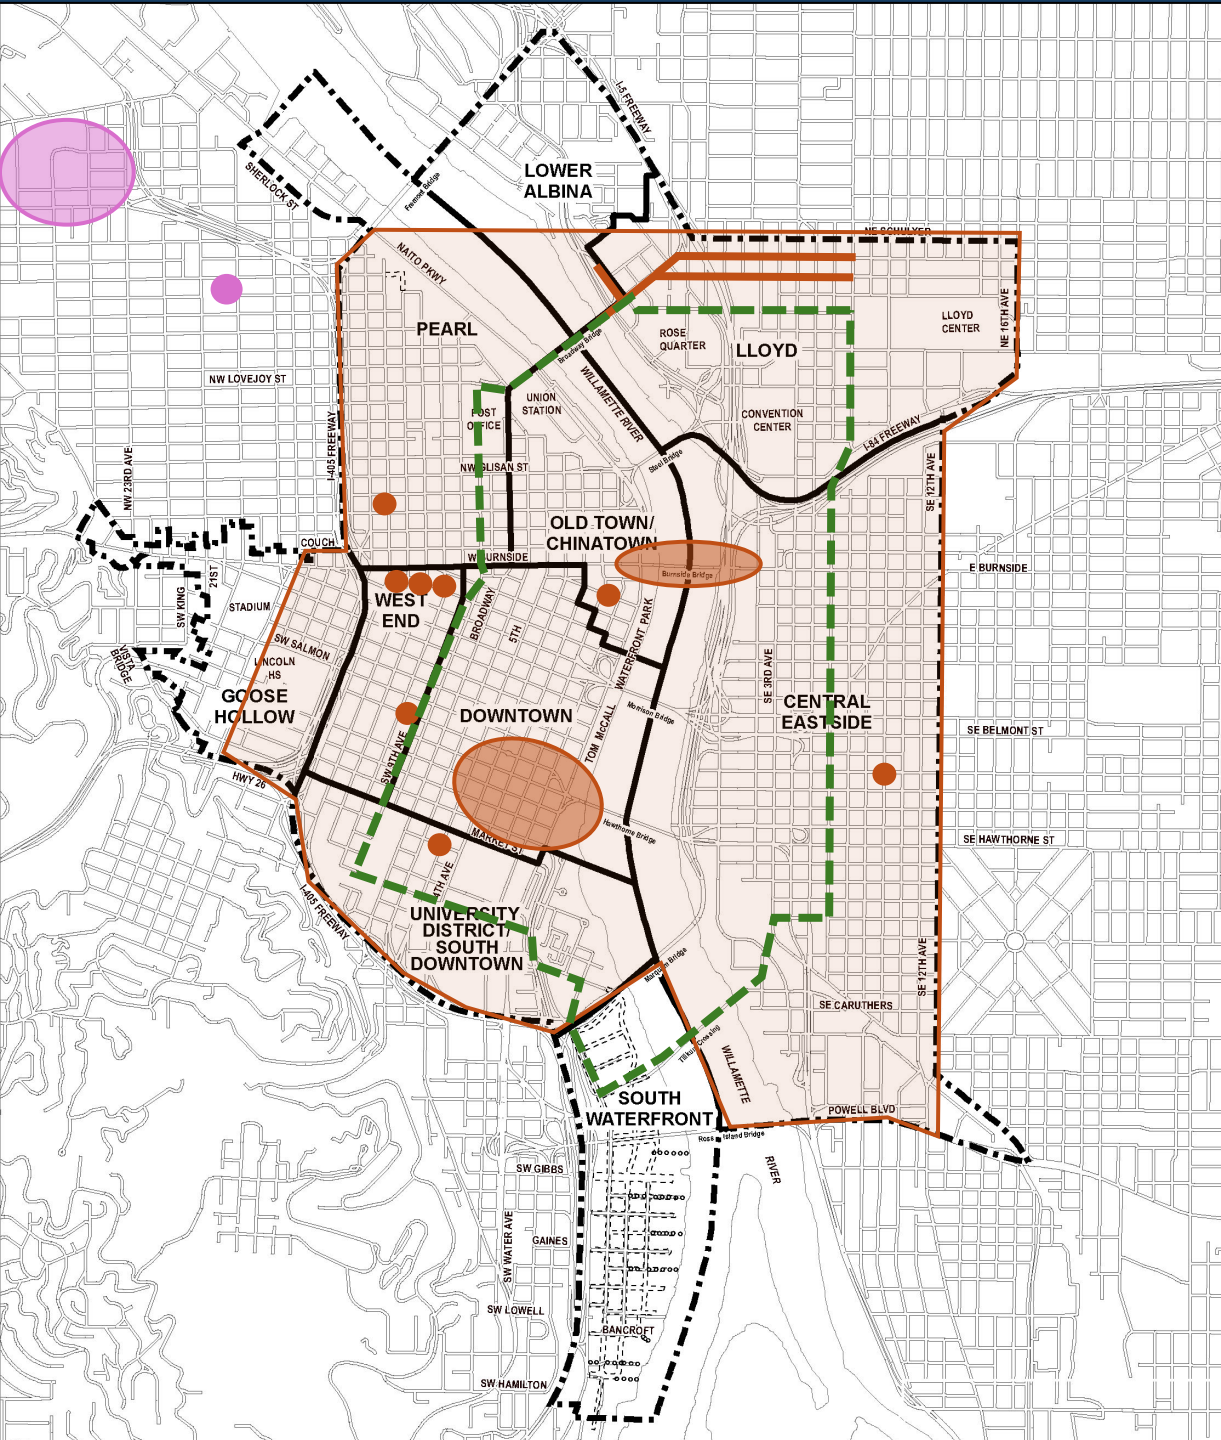 I-5 FREEWAY
LOWER
ALBINA
SHERLOCK ST
Fremont Bridge
NE SCHUYLER
NAITO PKWY
PEARL
ROSE
QUARTER
LLOYD
LLOYD
CENTER
NE 16TH AVE
Broadway Bridge
NW LOVEJOY ST
WILLAMETTE RIVER
UNION
STATION
POST
OFFICE
CONVENTION
CENTER
I-84 FREEWAY
I-405 FREEWAY
NW 23RD AVE
NW GLISAN ST
Steel Bridge
SE 12TH AVE
OLD TOWN/
CHINATOWN
COUCH
W BURNSIDE
Burnside Bridge
E BURNSIDE
21ST
SW KING
STADIUM
WEST
END
BROADWAY
5TH
WATERFRONT PARK
TOM McCALL
SW SALMON
VISTA
BRIDGE
LINCOLN
HS
GOOSE
HOLLOW
SE 3RD AVE
CENTRAL
EASTSIDE
DOWNTOWN
Morrison Bridge
SE BELMONT ST
SW 9TH AVE
HWY 26
Hawthorne Bridge
MARKET ST
SE HAWTHORNE ST
4TH AVE
I-405 FREEWAY
UNIVERSITY
DISTRICT/
SOUTH
DOWNTOWN
Marquam Bridge
SE 12TH AVE
SE CARUTHERS
Tilikum Crossing
WILLAMETTE
SOUTH
WATERFRONT
POWELL BLVD
Ross Island Bridge
RIVER
SW GIBBS
SW WATER AVE
GAINES
SW LOWELL
BANCROFT
SW HAMILTON